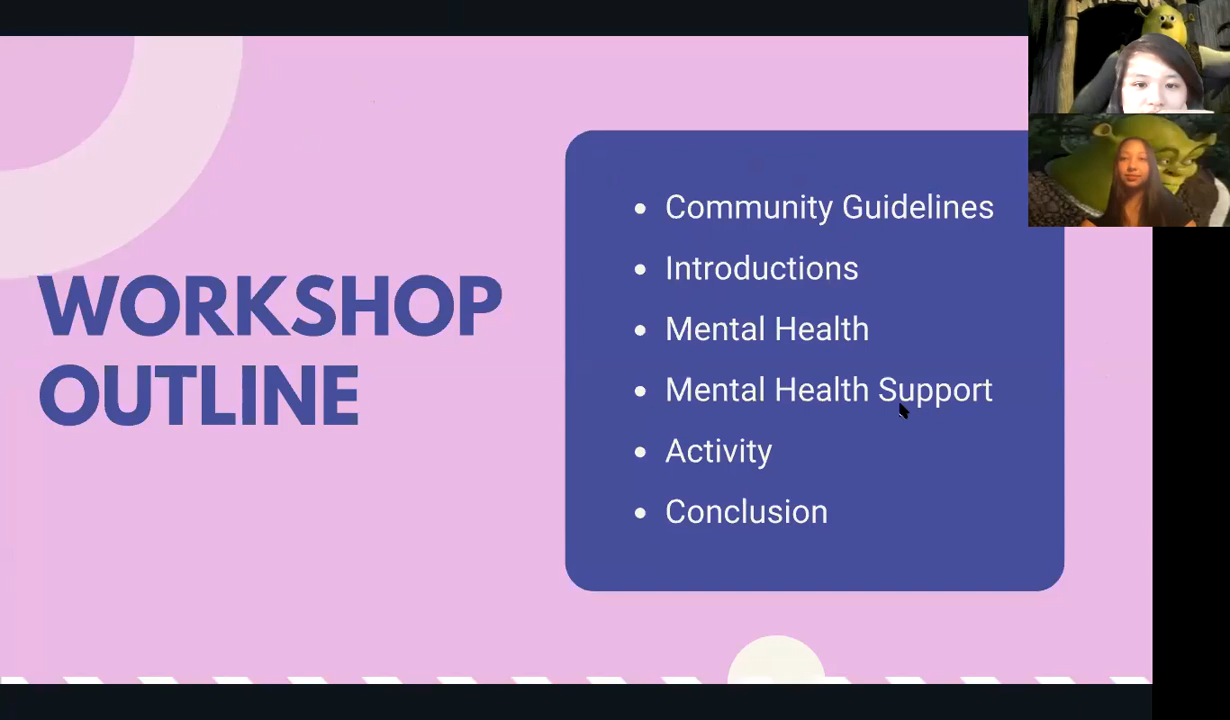 WORKSHOP
OUTLINE
• Community Guidelines
• Introductions
• Mental Health
• Mental Health Support
• Activity
• Conclusion